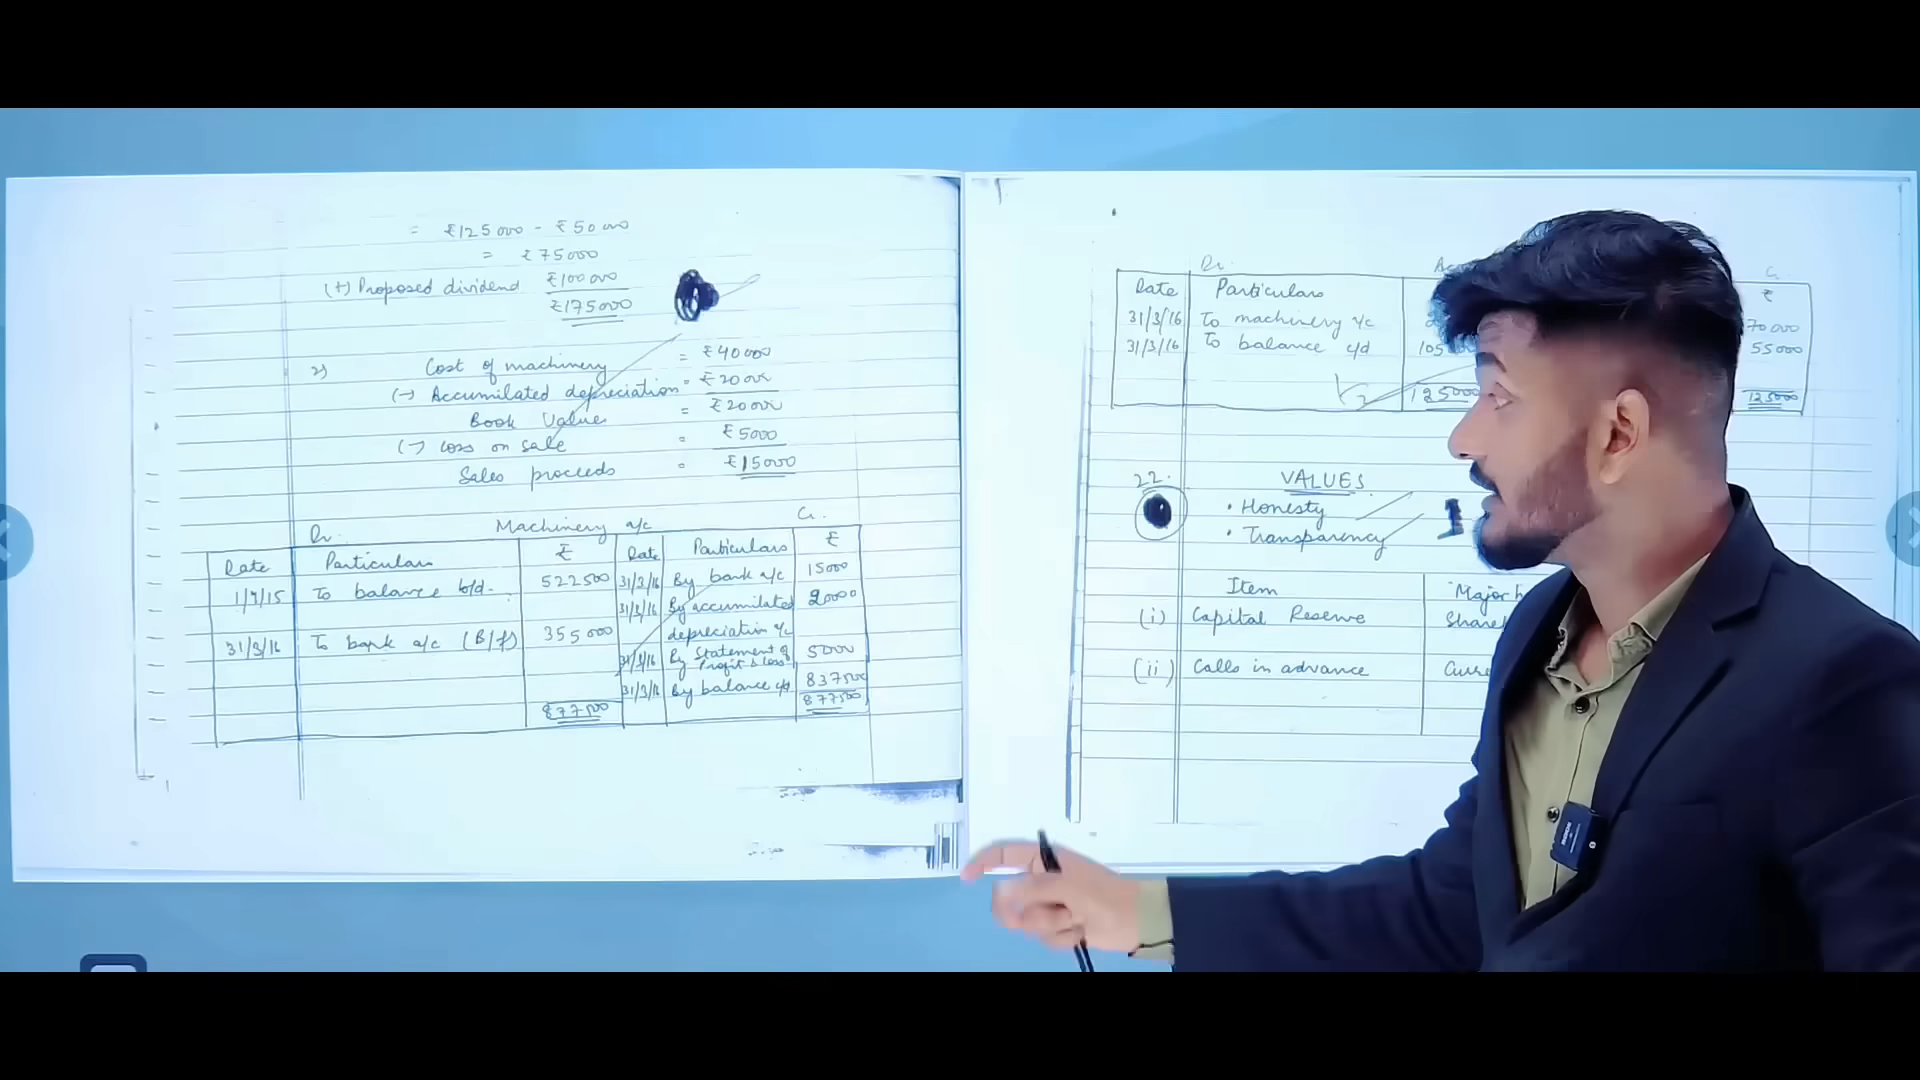 = ₹125000 - ₹50000
= ₹75000
(+) Proposed dividend ₹100000
₹175000
2) Cost of machinery = ₹40000
(-) Accumilated depreciation = ₹20000
Book Value = ₹20000
(-) Loss on sale = ₹5000
Sales proceeds = ₹15000
Dr. Machinery a/c Cr.
Date Particulars ₹ Date Particulars ₹
1/4/15 To balance b/d. 522500 31/3/16 By bank a/c 15000
31/3/16 By accumilated depreciation a/c 20000
31/3/16 To bank a/c (B/f) 355000
31/3/16 By Statement of Profit & Loss 5000
31/3/16 By balance c/d 837500
877500 877500
Dr.
Date Particulars ₹
31/3/16 To machinery a/c 70000
31/3/16 To balance c/d 55000
125000 125000
22. VALUES
• Honesty
• Transparency
1
Item Major
(i) Capital Reserve
(ii) Calls in advance